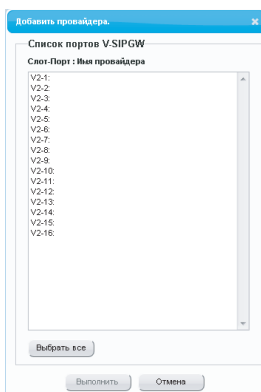 Добавить провайдера.
Список портов V-SIPGW
Слот-Порт : Имя провайдера
V2-1:
V2-2:
V2-3:
V2-4:
V2-5:
V2-6:
V2-7:
V2-8:
V2-9:
V2-10:
V2-11:
V2-12:
V2-13:
V2-14:
V2-15:
V2-16:
Выбрать все
Выполнить
Отмена